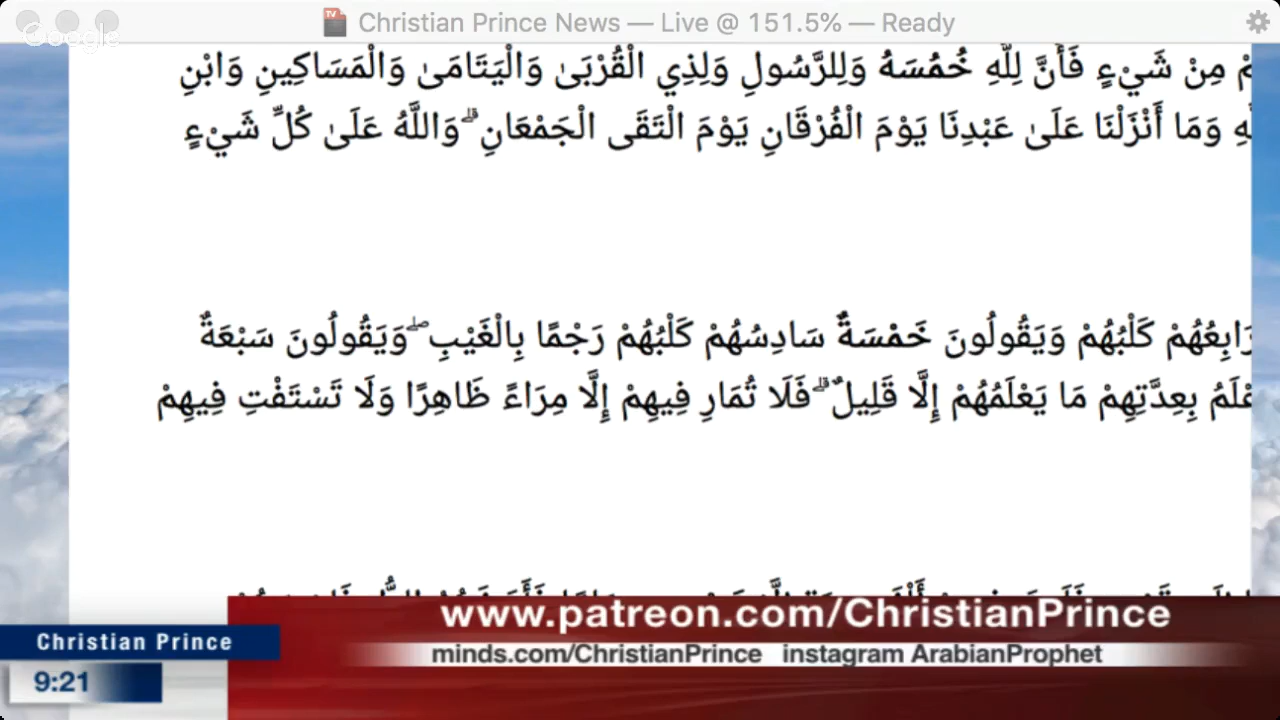 Christian Prince News — Live @ 151.5% — Ready
Google
مْ مِنْ شَيْءٍ فَأَنَّ لِلَّهِ خُمُسَهُ وَلِلرَّسُولِ وَلِذِي الْقُرْبَىٰ وَالْيَتَامَىٰ وَالْمَسَاكِينِ وَابْنِ
وَمَا أَنْزَلْنَا عَلَىٰ عَبْدِنَا يَوْمَ الْفُرْقَانِ يَوْمَ الْتَقَى الْجَمْعَانِ ۗ وَاللَّهُ عَلَىٰ كُلِّ شَيْءٍ
رَابِعُهُمْ كَلْبُهُمْ وَيَقُولُونَ خَمْسَةٌ سَادِسُهُمْ كَلْبُهُمْ رَجْمًا بِالْغَيْبِ ۖ وَيَقُولُونَ سَبْعَةٌ
عْلَمُ بِعِدَّتِهِمْ مَا يَعْلَمُهُمْ إِلَّا قَلِيلٌ ۗ فَلَا تُمَارِ فِيهِمْ إِلَّا مِرَاءً ظَاهِرًا وَلَا تَسْتَفْتِ فِيهِمْ
www.patreon.com/ChristianPrince
Christian Prince
minds.com/ChristianPrince instagram ArabianProphet
9:21